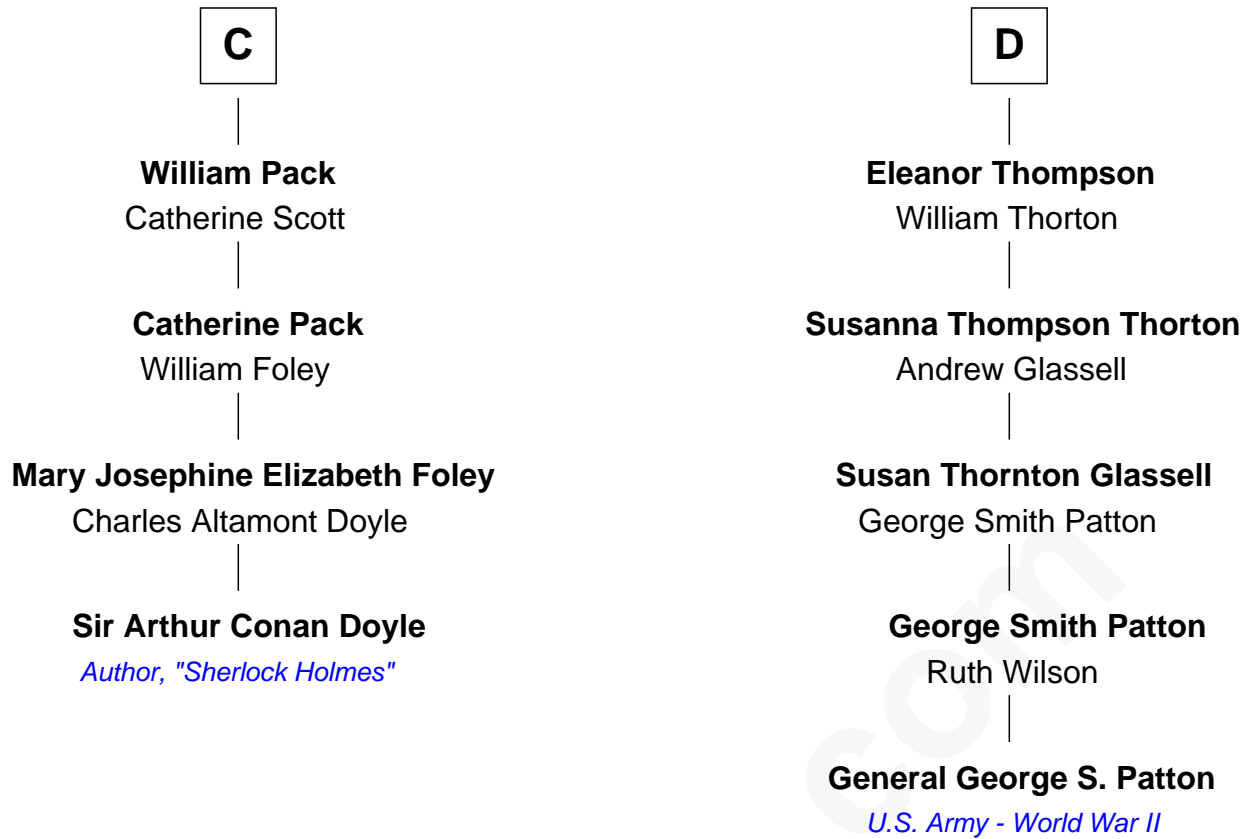 C
William Pack
Catherine Scott
Catherine Pack
William Foley
Mary Josephine Elizabeth Foley
Charles Altamont Doyle
Sir Arthur Conan Doyle
Author, "Sherlock Holmes"
D
Eleanor Thompson
William Thorton
Susanna Thompson Thorton
Andrew Glassell
Susan Thornton Glassell
George Smith Patton
George Smith Patton
Ruth Wilson
General George S. Patton
U.S. Army - World War II
com